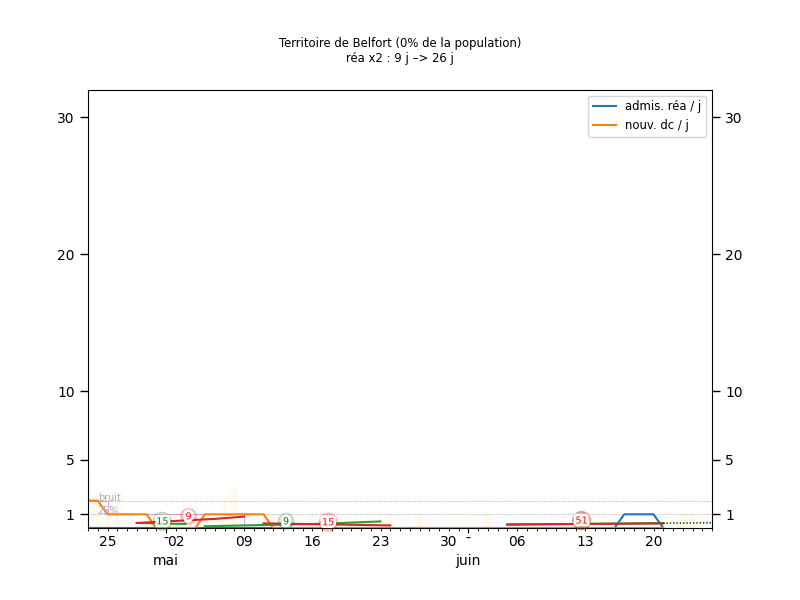 Territoire de Belfort (0% de la population)
réa x2 : 9 j –> 26 j
admis. réa / j
nouv. dc / j
30 30
20 20
10 10
5 5
1 1
bruit
25%
15 9 9 15 51
25 02 09 16 23 30 06 13 20
mai juin